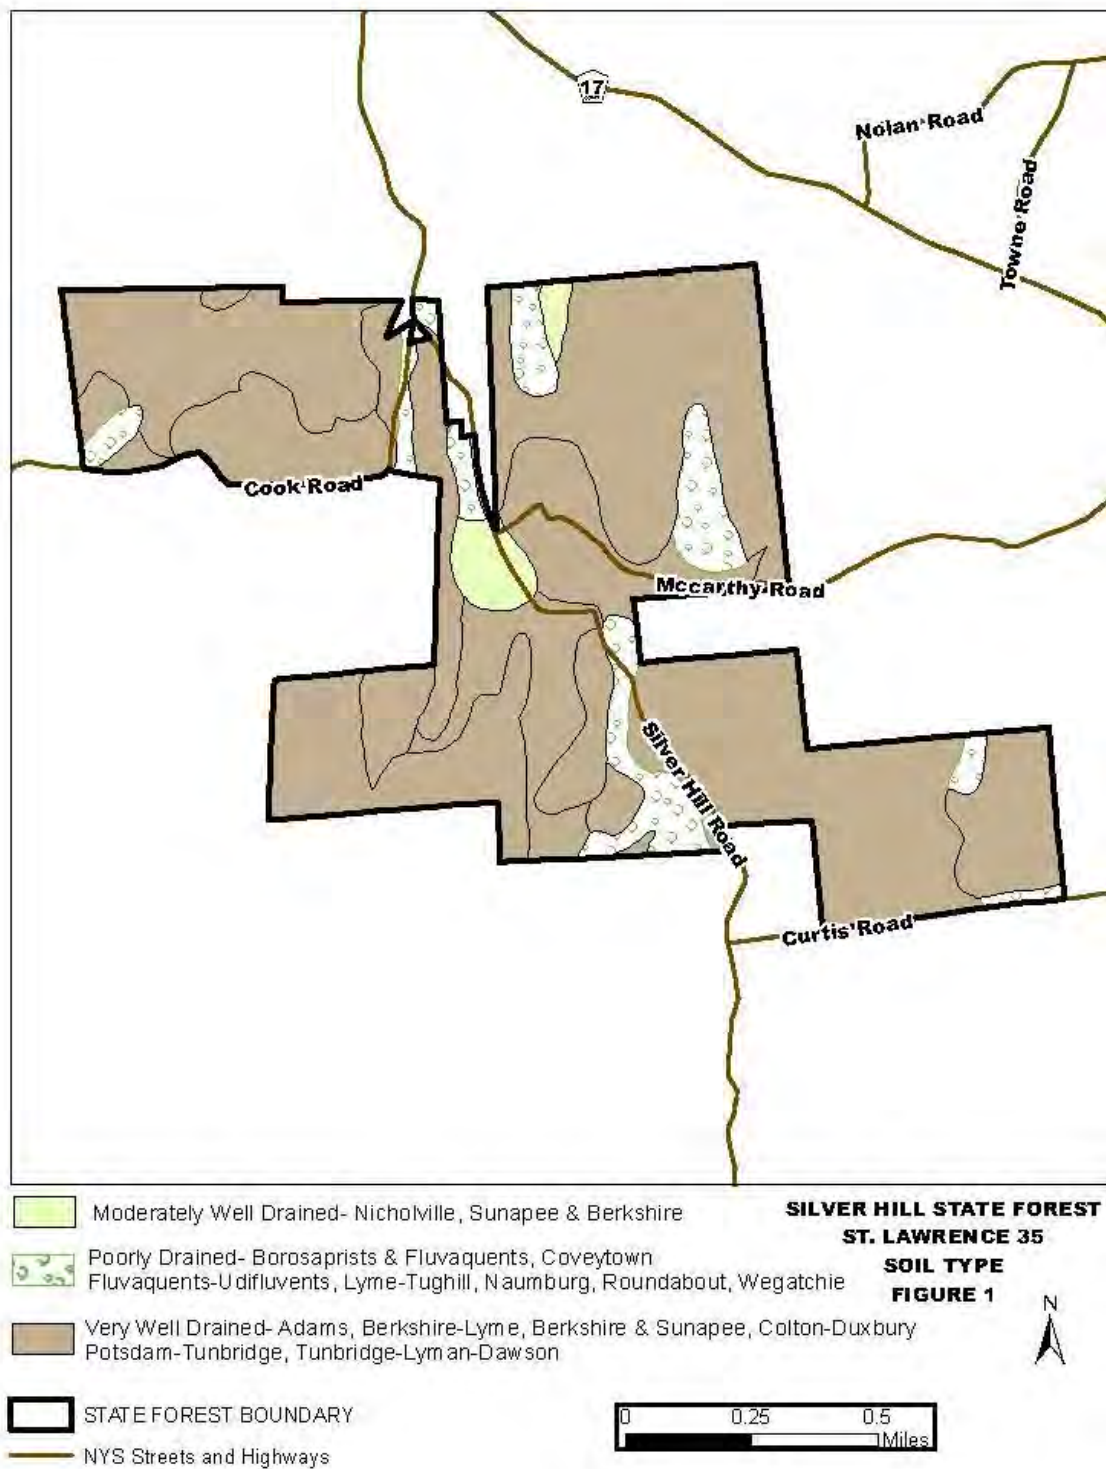 17
Nolan Road
Towne Road
Cook Road
Mccarthy Road
Silver Hill Road
Curtis Road
Moderately Well Drained- Nicholville, Sunapee & Berkshire
Poorly Drained- Borosaprists & Fluvaquents, Coveytown
Fluvaquents-Udifluvents, Lyme-Tughill, Naumburg, Roundabout, Wegatchie
Very Well Drained- Adams, Berkshire-Lyme, Berkshire & Sunapee, Colton-Duxbury
Potsdam-Tunbridge, Tunbridge-Lyman-Dawson
STATE FOREST BOUNDARY
NYS Streets and Highways
SILVER HILL STATE FOREST
ST. LAWRENCE 35
SOIL TYPE
FIGURE 1
N
0 0.25 0.5
Miles